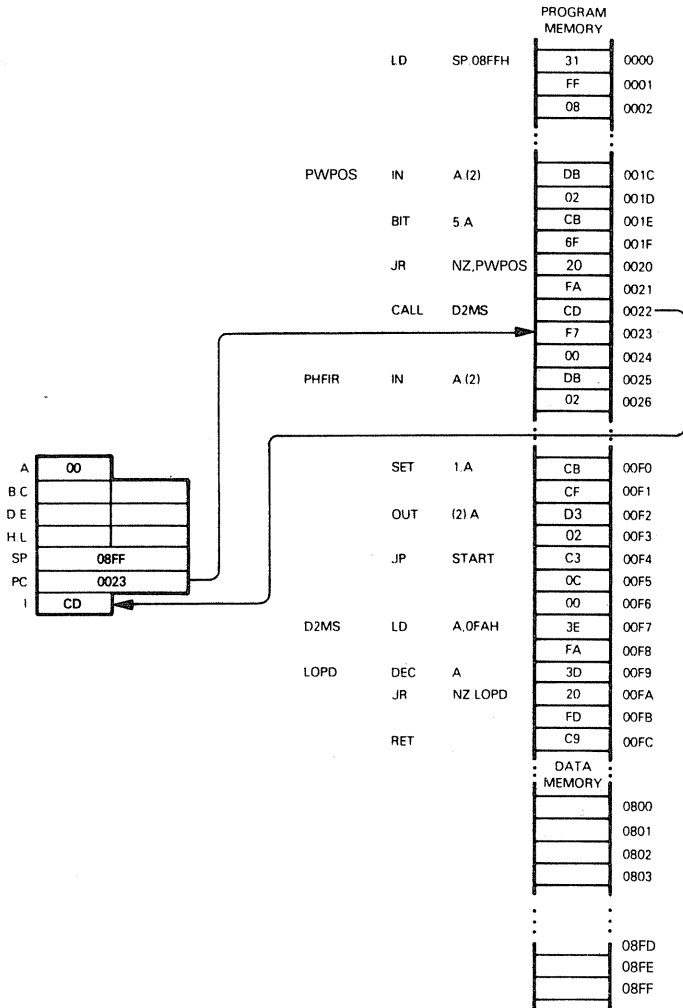 PROGRAM
MEMORY
LD SP.08FFH 31 0000
FF 0001
08 0002
PWPOS IN A.(2) DB 001C
02 001D
BIT 5.A CB 001E
6F 001F
JR NZ,PWPOS 20 0020
FA 0021
CALL D2MS CD 0022
F7 0023
00 0024
PHFIR IN A (2) DB 0025
02 0026
SET 1.A CB 00F0
CF 00F1
OUT (2) A D3 00F2
02 00F3
JP START C3 00F4
0C 00F5
00 00F6
D2MS LD A,0FAH 3E 00F7
FA 00F8
LOPD DEC A 3D 00F9
JR NZ LOPD 20 00FA
FD 00FB
RET C9 00FC
A 00
B C
D E
H L
SP 08FF
PC 0023
I CD
DATA
MEMORY
0800
0801
0802
0803
08FD
08FE
08FF